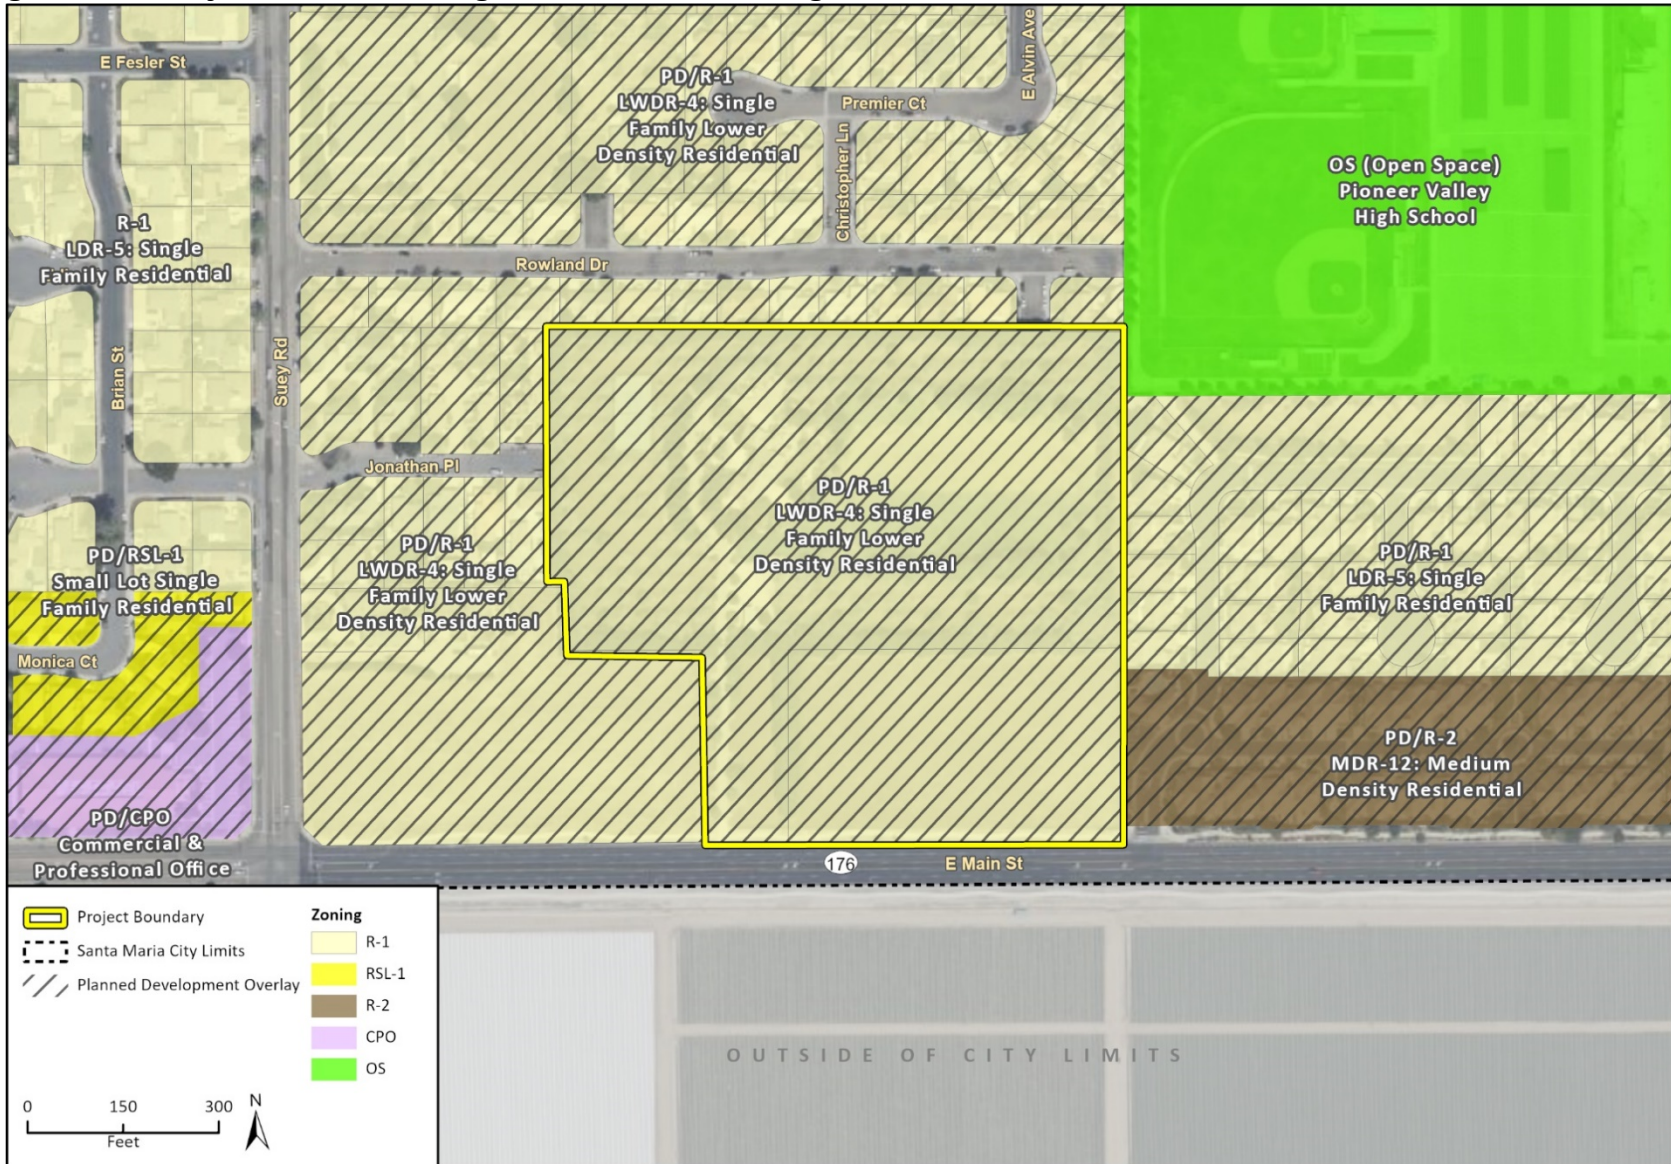 E Fesler St
PD/R-1
LWDR-4: Single
Family Lower
Density Residential
Premier Ct
E Alvin Ave
Christopher Ln
OS (Open Space)
Pioneer Valley
High School
R-1
LDR-5: Single
Family Residential
Rowland Dr
Brian St
Suey Rd
Jonathan Pl
PD/RSL-1
Small Lot Single
Family Residential
PD/R-1
LWDR-4: Single
Family Lower
Density Residential
PD/R-1
LWDR-4: Single
Family Lower
Density Residential
PD/R-1
LDR-5: Single
Family Residential
Monica Ct
PD/R-2
MDR-12: Medium
Density Residential
PD/CPO
Commercial &
Professional Office
176
E Main St
Project Boundary
Santa Maria City Limits
Planned Development Overlay
Zoning
R-1
RSL-1
R-2
CPO
OS
0 150 300
Feet
N
OUTSIDE OF CITY LIMITS